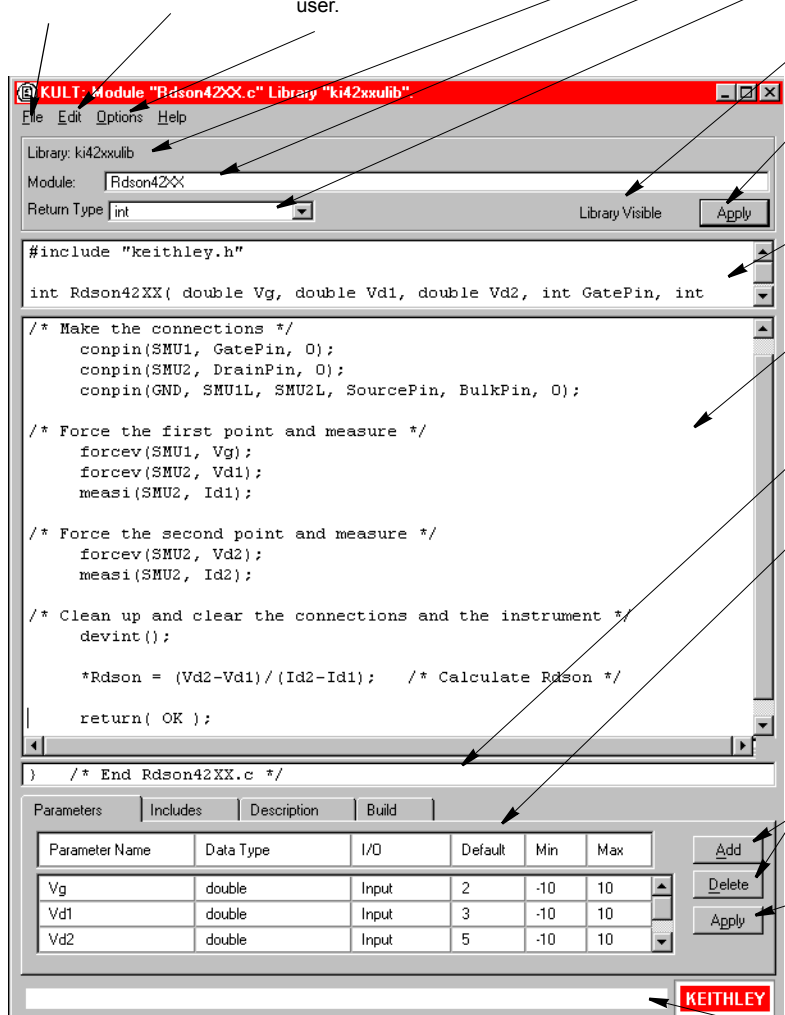 user.
KULT: Module "Rdson42XX.c" Library "ki42xxulib".
File Edit Options Help
Library: ki42xxulib
Module: Rdson42XX
Return Type int Library Visible Apply
#include "keithley.h"
int Rdson42XX( double Vg, double Vd1, double Vd2, int GatePin, int
/* Make the connections */
conpin(SMU1, GatePin, 0);
conpin(SMU2, DrainPin, 0);
conpin(GND, SMU1L, SMU2L, SourcePin, BulkPin, 0);
/* Force the first point and measure */
forcev(SMU1, Vg);
forcev(SMU2, Vd1);
measi(SMU2, Id1);
/* Force the second point and measure */
forcev(SMU2, Vd2);
measi(SMU2, Id2);
/* Clean up and clear the connections and the instrument */
devint();
*Rdson = (Vd2-Vd1)/(Id2-Id1); /* Calculate Rdson */
return( OK );
} /* End Rdson42XX.c */
Parameters Includes Description Build
Parameter Name Data Type I/O Default Min Max Add
Vg double Input 2 -10 10 Delete
Vd1 double Input 3 -10 10 Apply
Vd2 double Input 5 -10 10
KEITHLEY